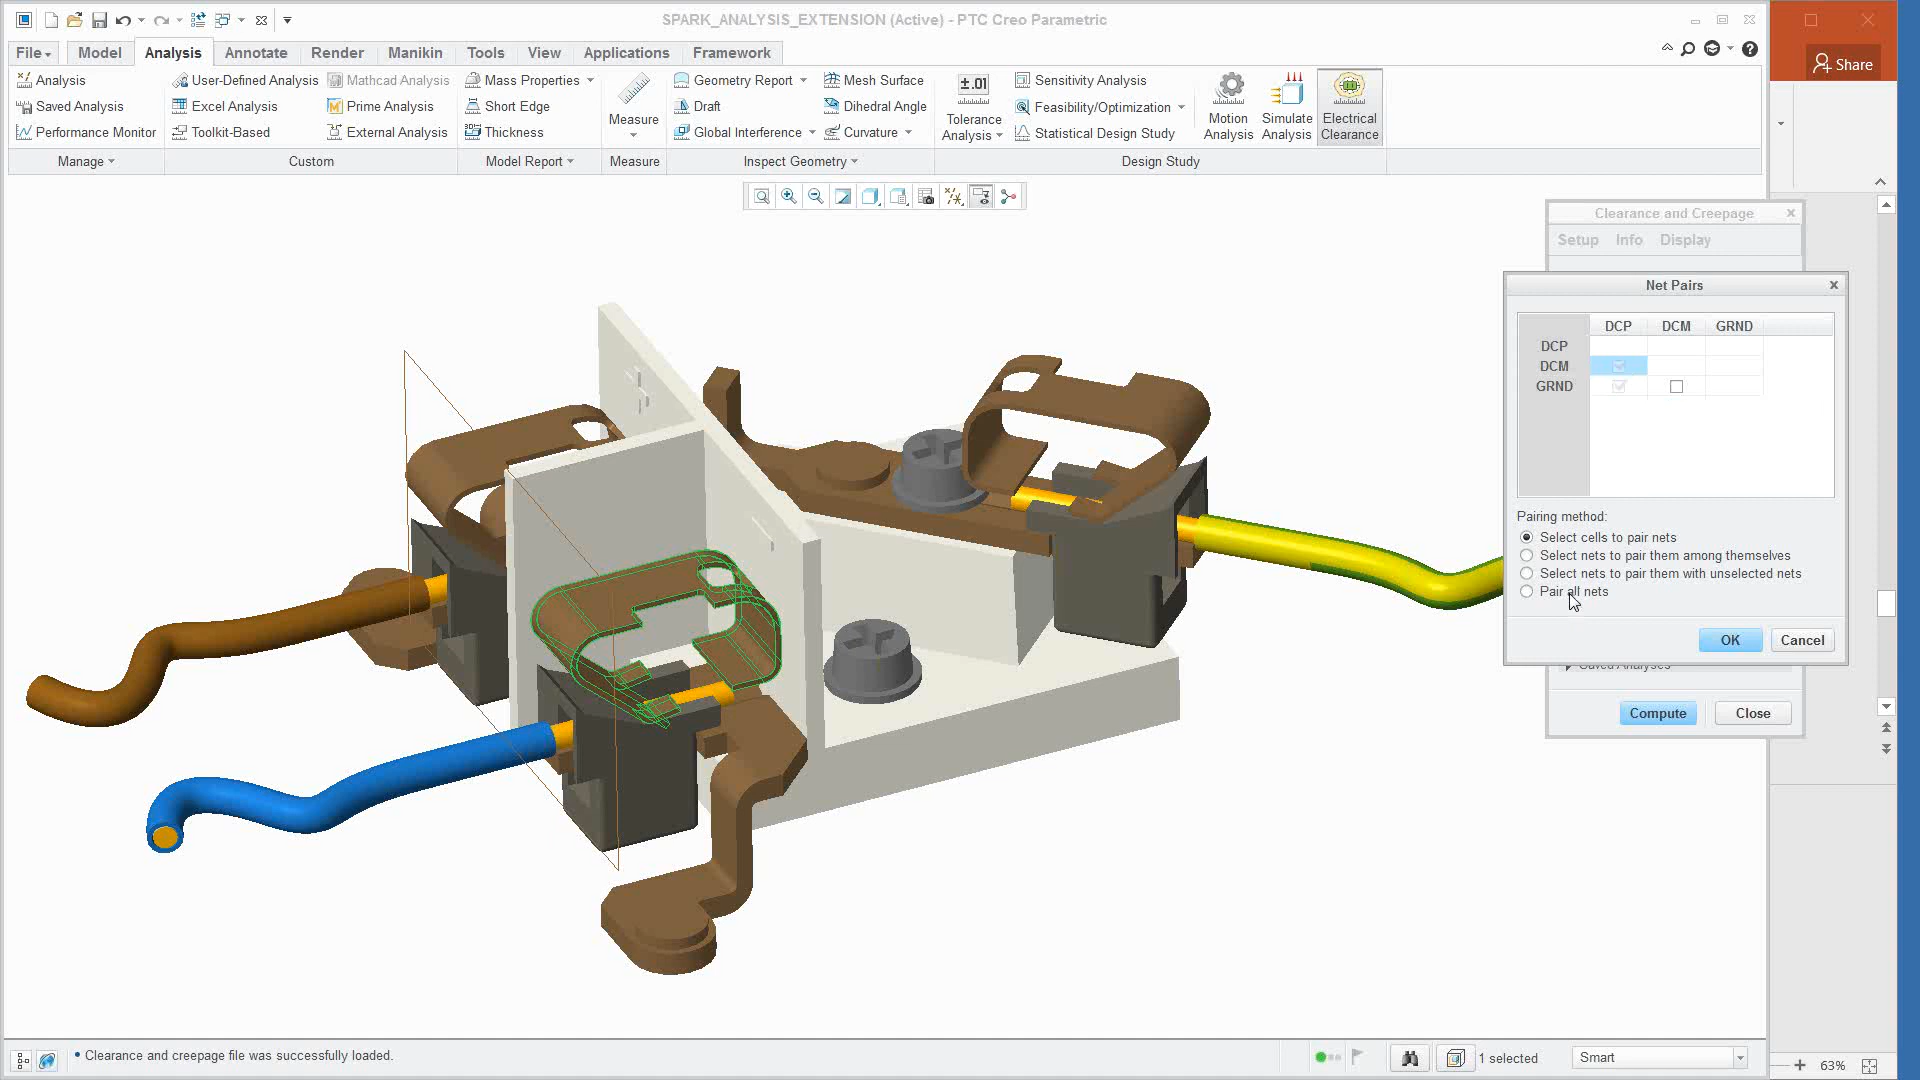 SPARK_ANALYSIS_EXTENSION (Active) - PTC Creo Parametric
File Model Analysis Annotate Render Manikin Tools View Applications Framework
Share
Analysis
Saved Analysis
Performance Monitor
Manage
User-Defined Analysis
Excel Analysis
Toolkit-Based
Mathcad Analysis
Prime Analysis
External Analysis
Custom
Mass Properties
Short Edge
Thickness
Model Report
Measure
Measure
Geometry Report
Draft
Global Interference
Mesh Surface
Dihedral Angle
Curvature
Inspect Geometry
±.01
Tolerance
Analysis
Sensitivity Analysis
Feasibility/Optimization
Statistical Design Study
Motion
Analysis
Simulate
Analysis
Electrical
Clearance
Design Study
Clearance and Creepage
Setup Info Display
Net Pairs
DCP DCM GRND
DCP
DCM
GRND
Pairing method:
Select cells to pair nets
Select nets to pair them among themselves
Select nets to pair them with unselected nets
Pair all nets
OK Cancel
Saved Analyses
Compute Close
Clearance and creepage file was successfully loaded.
1 selected
Smart
63%